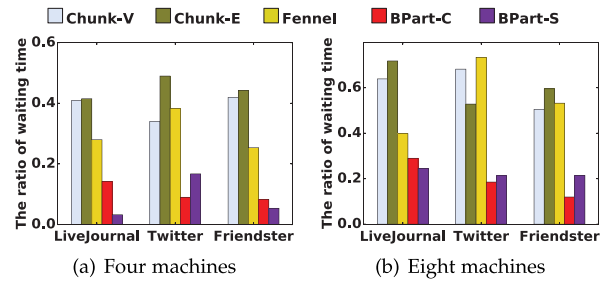 Chunk-V Chunk-E Fennel BPart-C BPart-S
The ratio of waiting time
0.6
0.4
0.2
0.0
LiveJournal Twitter Friendster
(a) Four machines
The ratio of waiting time
0.6
0.4
0.2
0.0
LiveJournal Twitter Friendster
(b) Eight machines